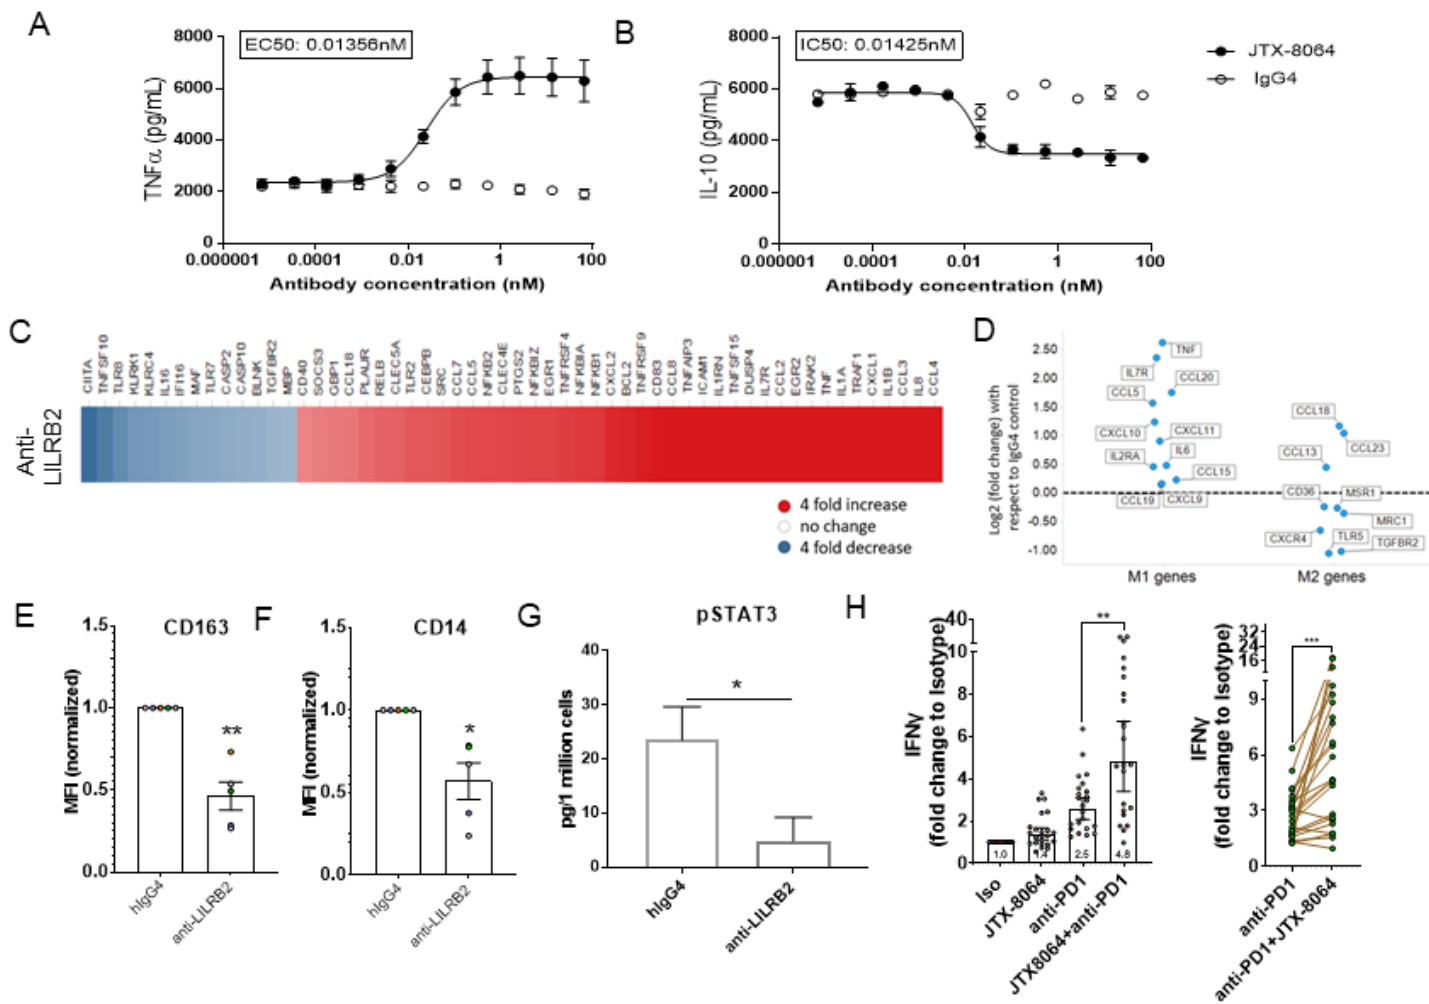 A
EC50: 0.01356nM
8000
6000
4000
2000
0
TNFα (pg/mL)
0.000001
0.0001
0.01
1
100
Antibody concentration (nM)
B
IC50: 0.01425nM
8000
6000
4000
2000
0
IL-10 (pg/mL)
0.000001
0.0001
0.01
1
100
Antibody concentration (nM)
JTX-8064
IgG4
C
CIITA
TNFSF10
TLR8
KLRK1
KLRC4
IL16
IFI16
MAF
TLR7
CASP2
CASP10
BLNK
TGFBR2
MBP
CD40
SOCS3
GBP1
CCL18
PLAUR
RELB
CLEC5A
TLR2
CEBPB
SRC
CCL7
CCL5
NFKB2
CLEC4E
PTGS2
NFKBIZ
EGR1
TNFRSF4
NFKBIA
NFKB1
CXCL2
BCL2
TNFRSF9
CD83
CCL8
TNFAIP3
ICAM1
IL1RN
TNFSF15
DUSP4
IL7R
CCL2
EGR2
IRAK2
TNF
IL1A
TRAF1
CXCL1
IL1B
CCL3
IL8
CCL4
Anti-
LILRB2
4 fold increase
no change
4 fold decrease
D
Log2 (fold change) with
respect to IgG4 control
2.50
2.00
1.50
1.00
0.50
0.00
-0.50
-1.00
TNF
IL7R
CCL20
CCL5
CXCL10
CXCL11
IL2RA
IL6
CCL15
CCL19
CXCL9
CCL18
CCL23
CCL13
CD36
MSR1
MRC1
CXCR4
TLR5
TGFBR2
M1 genes
M2 genes
E
CD163
1.5
1.0
0.5
0.0
MFI (normalized)
**
hIgG4
anti-LILRB2
F
CD14
1.5
1.0
0.5
0.0
MFI (normalized)
*
hIgG4
anti-LILRB2
G
pSTAT3
40
30
20
10
0
pg/1 million cells
*
hIgG4
anti-LILRB2
H
IFNγ
(fold change to Isotype)
40
10
8
6
4
2
0
**
1.0
1.4
2.5
4.8
Iso
JTX-8064
anti-PD1
JTX8064+anti-PD1
IFNγ
(fold change to Isotype)
32
24
16
9
6
3
0
***
anti-PD1
anti-PD1+JTX-8064